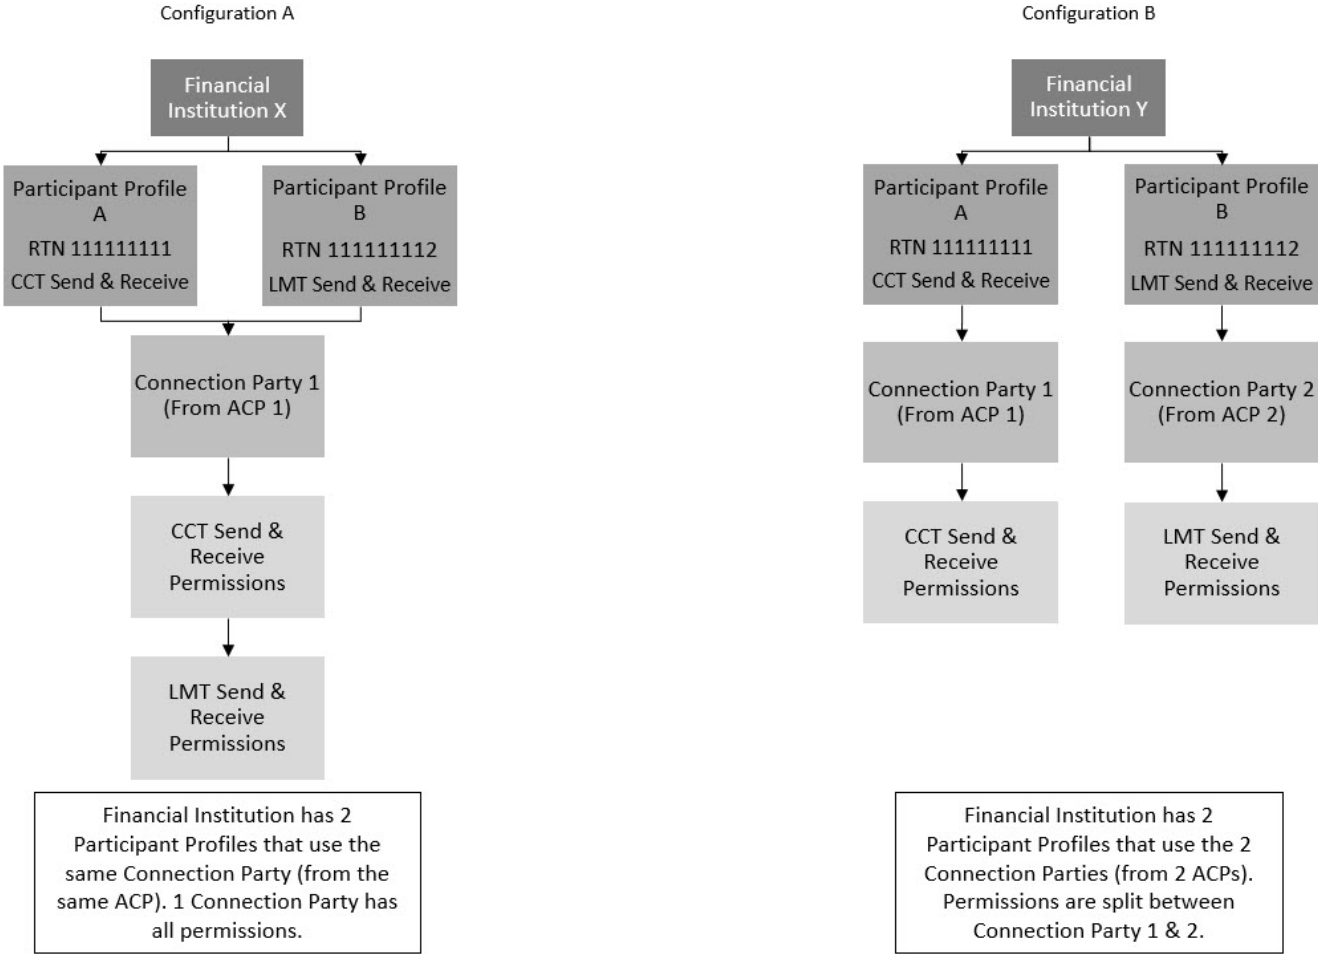 Configuration A
Financial
Institution X
Participant Profile
A
RTN 111111111
CCT Send & Receive
Participant Profile
B
RTN 111111112
LMT Send & Receive
Connection Party 1
(From ACP 1)
CCT Send &
Receive
Permissions
LMT Send &
Receive
Permissions
Financial Institution has 2
Participant Profiles that use the
same Connection Party (from the
same ACP). 1 Connection Party has
all permissions.
Configuration B
Financial
Institution Y
Participant Profile
A
RTN 111111111
CCT Send & Receive
Participant Profile
B
RTN 111111112
LMT Send & Receive
Connection Party 1
(From ACP 1)
Connection Party 2
(From ACP 2)
CCT Send &
Receive
Permissions
LMT Send &
Receive
Permissions
Financial Institution has 2
Participant Profiles that use the 2
Connection Parties (from 2 ACPs).
Permissions are split between
Connection Party 1 & 2.